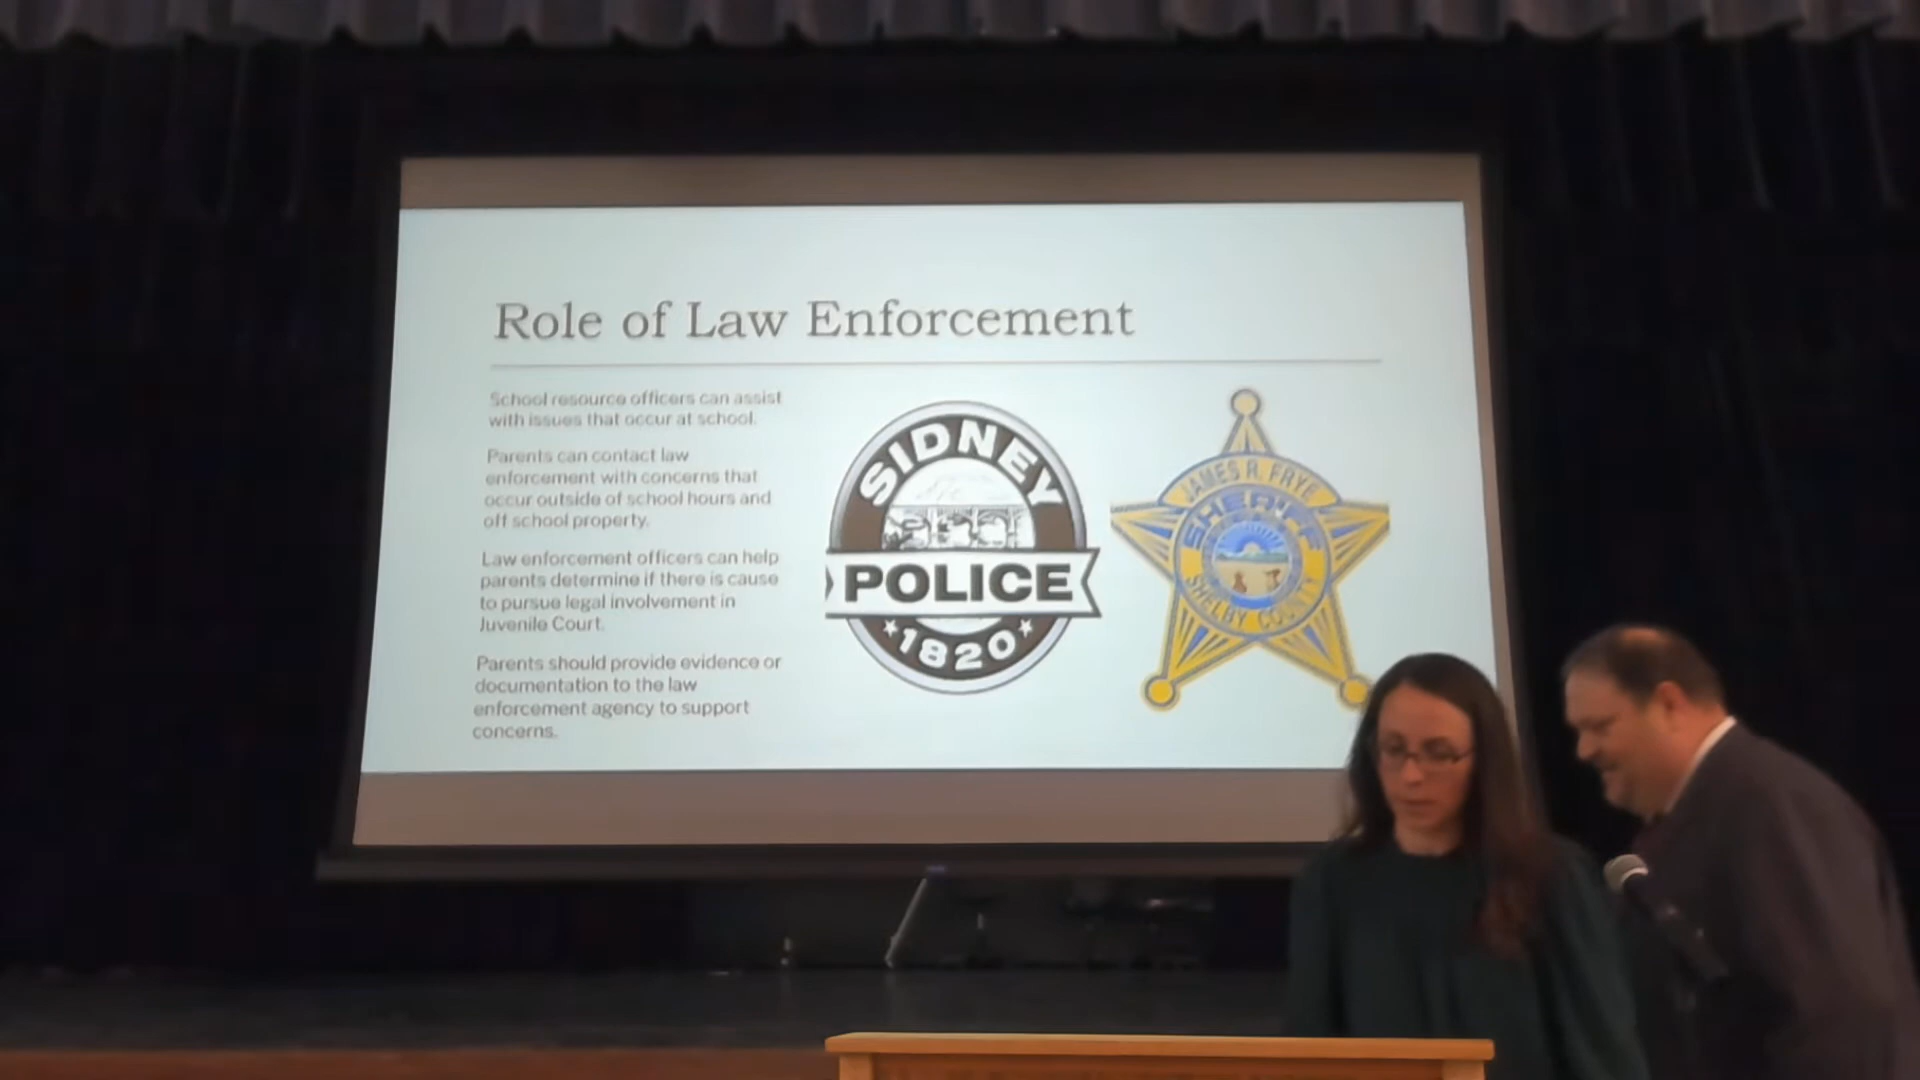 Role of Law Enforcement
School resource officers can assist
with issues that occur at school.
Parents can contact law
enforcement with concerns that
occur outside of school hours and
off school property.
Law enforcement officers can help
parents determine if there is cause
to pursue legal involvement in
Juvenile Court.
Parents should provide evidence or
documentation to the law
enforcement agency to support
concerns.
SIDNEY
POLICE
1820
JAMES R. FRYE
SHERIFF
SHELBY COUNTY